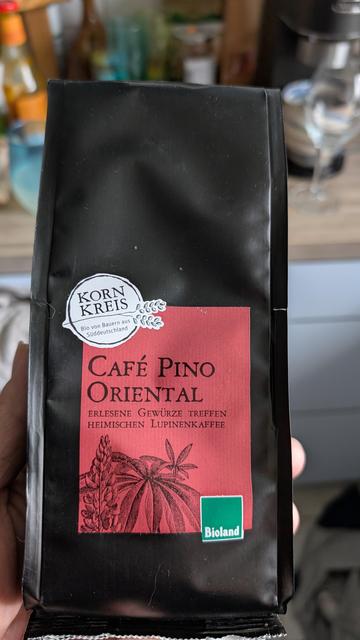 KORN
KREIS
Bio von Bauern aus
Süddeutschland
CAFÉ PINO
ORIENTAL
ERLESENE GEWÜRZE TREFFEN
HEIMISCHEN LUPINENKAFFEE
Bioland